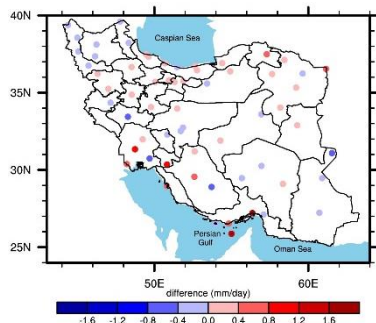 40N
Caspian Sea
35N
30N
Persian
Gulf
Oman Sea
25N
50E 60E
difference (mm/day)
-1.6 -1.2 -0.8 -0.4 0.0 0.4 0.8 1.2 1.6